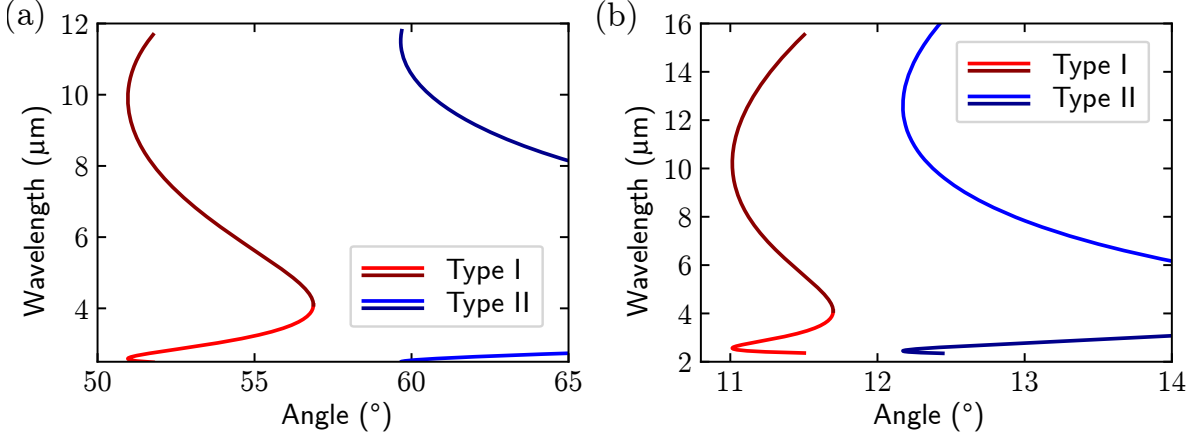 (a)
12
10
8
6
4
Wavelength (µm)
50
55
60
65
Angle (°)
Type I
Type II
(b)
16
14
12
10
8
6
4
2
Wavelength (µm)
11
12
13
14
Angle (°)
Type I
Type II